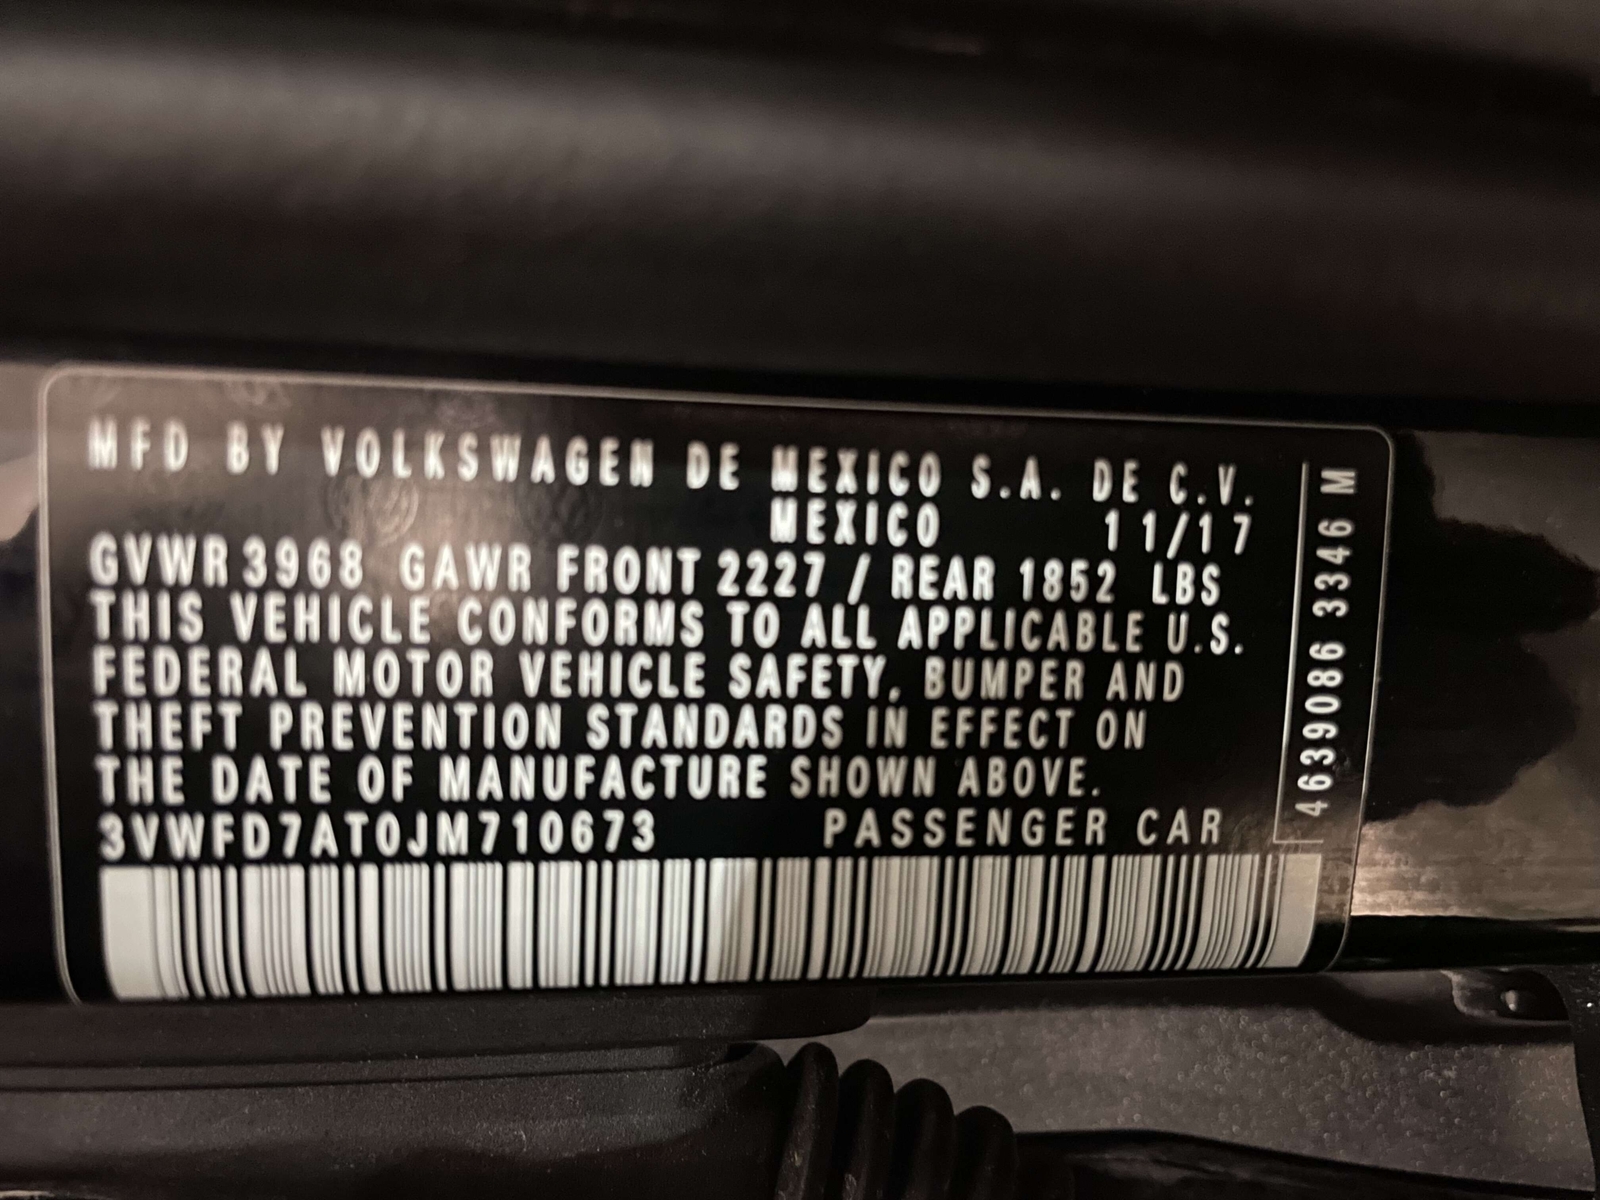 MFD BY VOLKSWAGEN DE MEXICO S.A. DE C.V.
MEXICO 11/17
GVWR 3968 GAWR FRONT 2227 / REAR 1852 LBS
THIS VEHICLE CONFORMS TO ALL APPLICABLE U.S.
FEDERAL MOTOR VEHICLE SAFETY, BUMPER AND
THEFT PREVENTION STANDARDS IN EFFECT ON
THE DATE OF MANUFACTURE SHOWN ABOVE.
3VWFD7AT0JM710673 PASSENGER CAR
4639086 3346 M